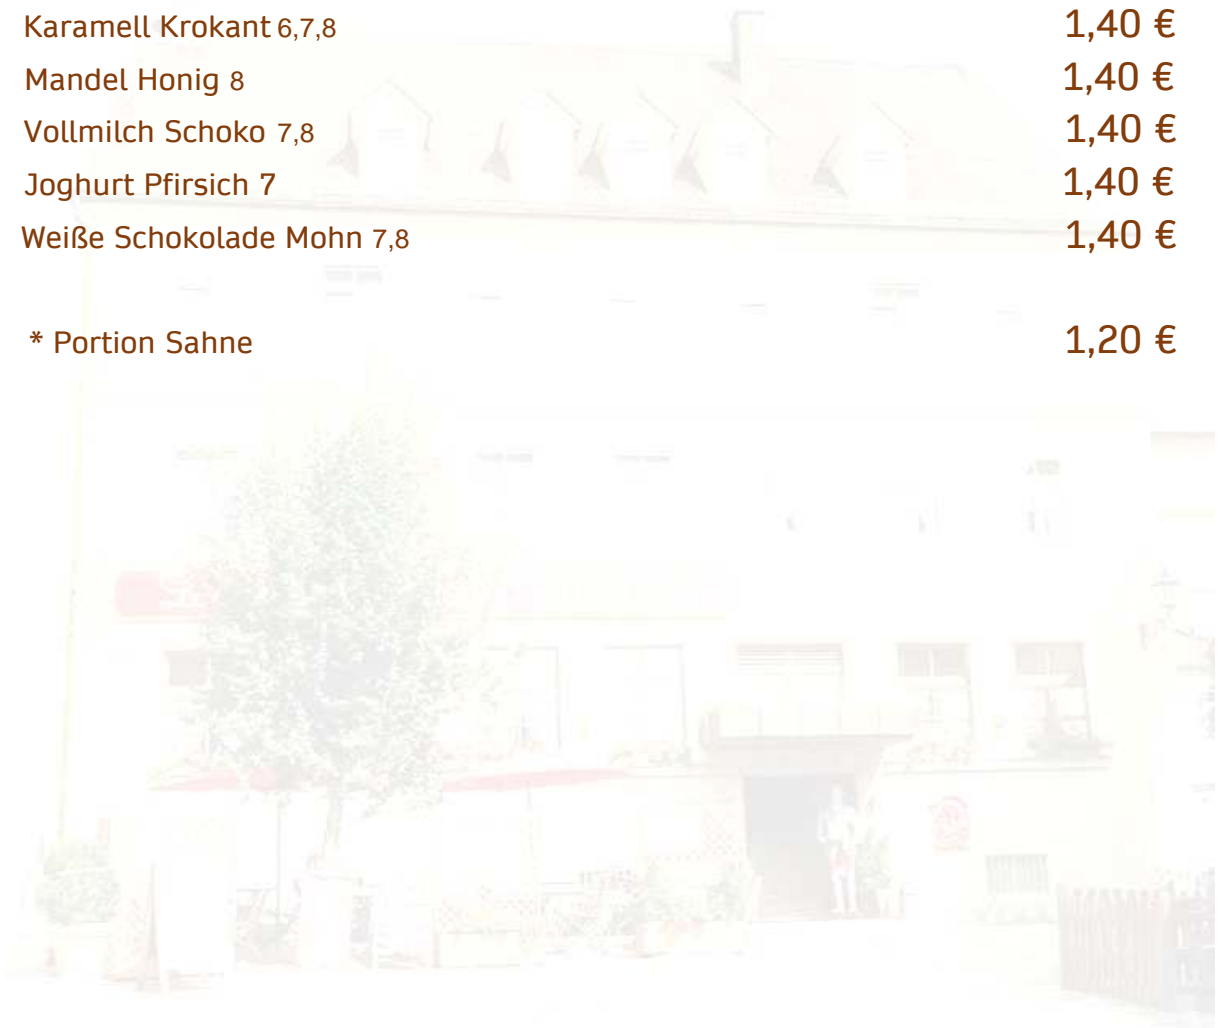 Karamell Krokant 6,7,8 1,40 €
Mandel Honig 8 1,40 €
Vollmilch Schoko 7,8 1,40 €
Joghurt Pfirsich 7 1,40 €
Weiße Schokolade Mohn 7,8 1,40 €
* Portion Sahne 1,20 €